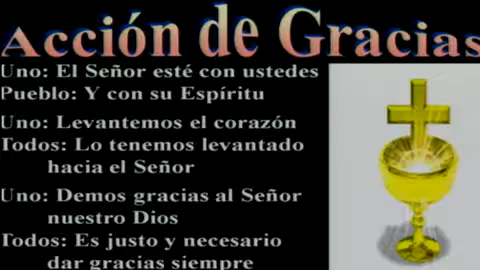 Acción de Gracias
Uno: El Señor esté con ustedes
Pueblo: Y con su Espíritu
Uno: Levantemos el corazón
Todos: Lo tenemos levantado
hacia el Señor
Uno: Demos gracias al Señor
nuestro Dios
Todos: Es justo y necesario
dar gracias siempre